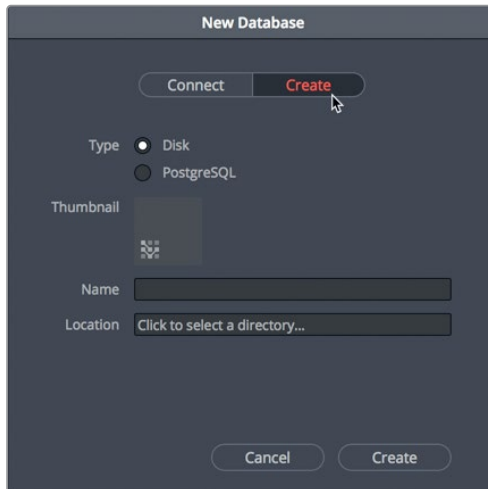 New Database
Connect Create
Type Disk
PostgreSQL
Thumbnail
Name
Location Click to select a directory...
Cancel Create